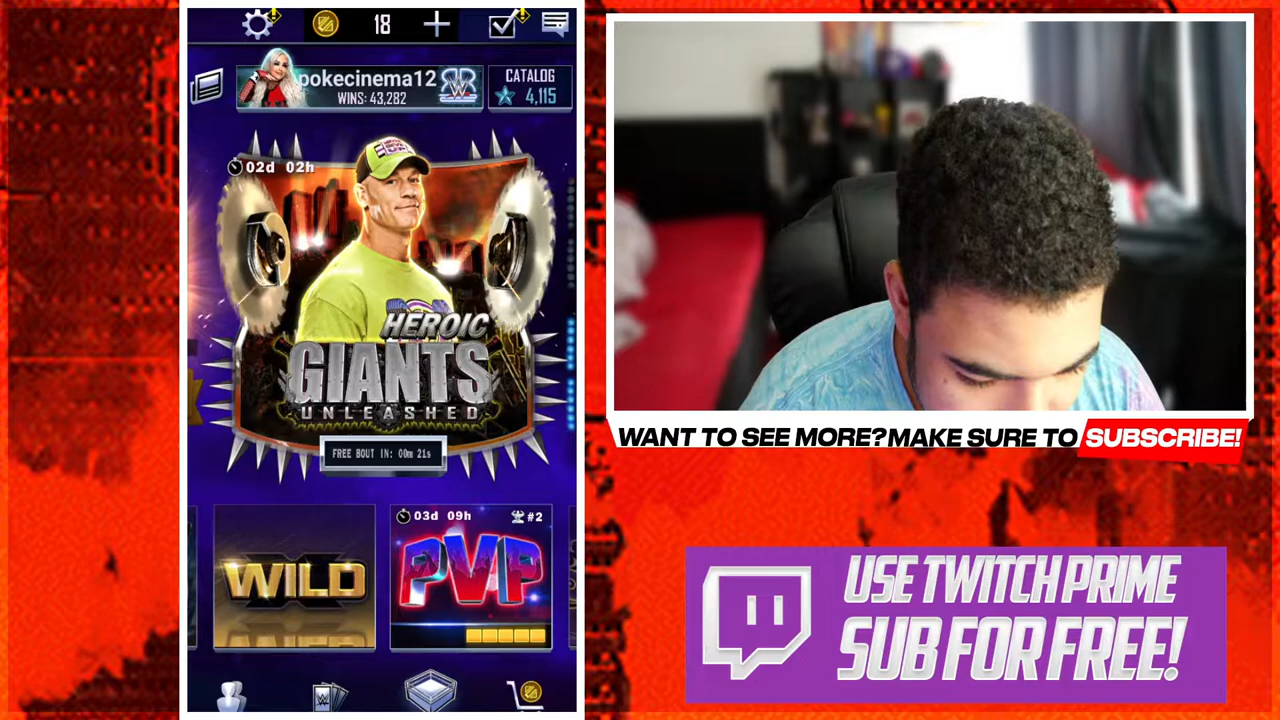 18
pokecinema12
WINS: 43,282
CATALOG
4,115
02d 02h
HEROIC
GIANTS
UNLEASHED
FREE BOUT IN: 00m 21s
WILD
03d 09h
#2
PVP
WANT TO SEE MORE? MAKE SURE TO SUBSCRIBE!
USE TWITCH PRIME
SUB FOR FREE!